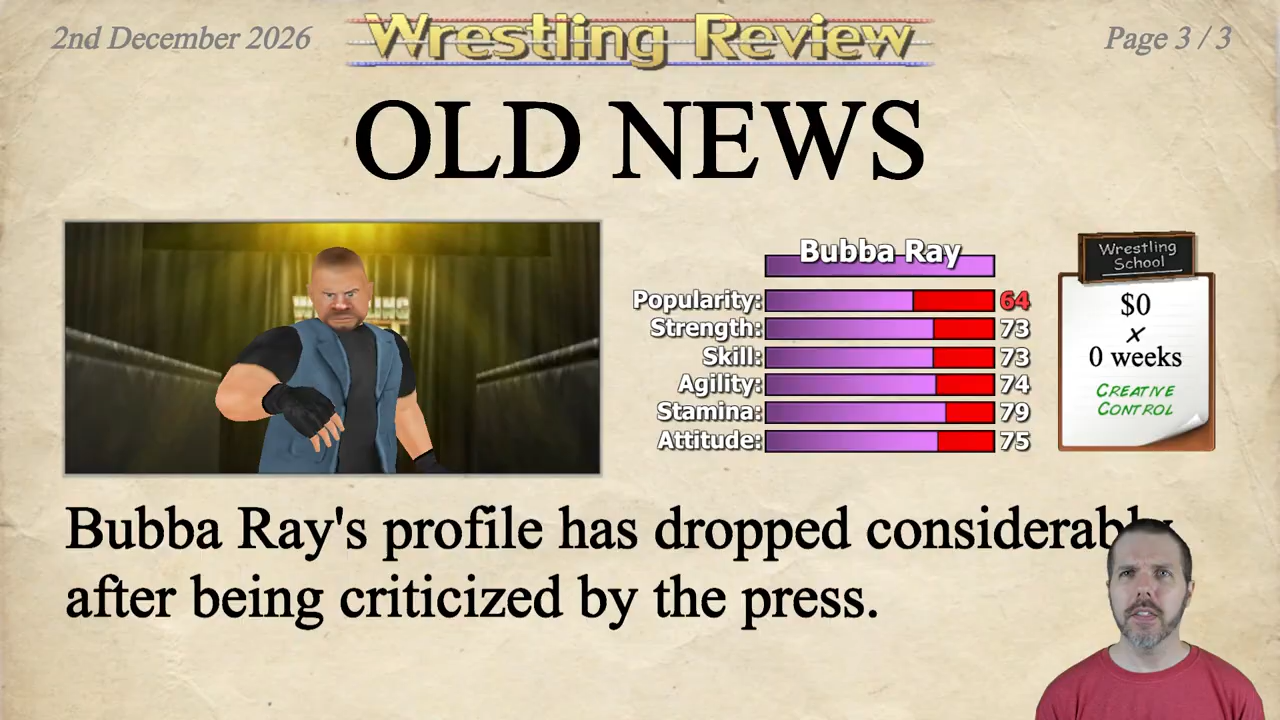 2nd December 2026
Wrestling Review
Page 3 / 3
OLD NEWS
Bubba Ray
Popularity: 64
Strength: 73
Skill: 73
Agility: 74
Stamina: 79
Attitude: 75
Wrestling
School
$0
x
0 weeks
CREATIVE
CONTROL
Bubba Ray's profile has dropped considerably
after being criticized by the press.